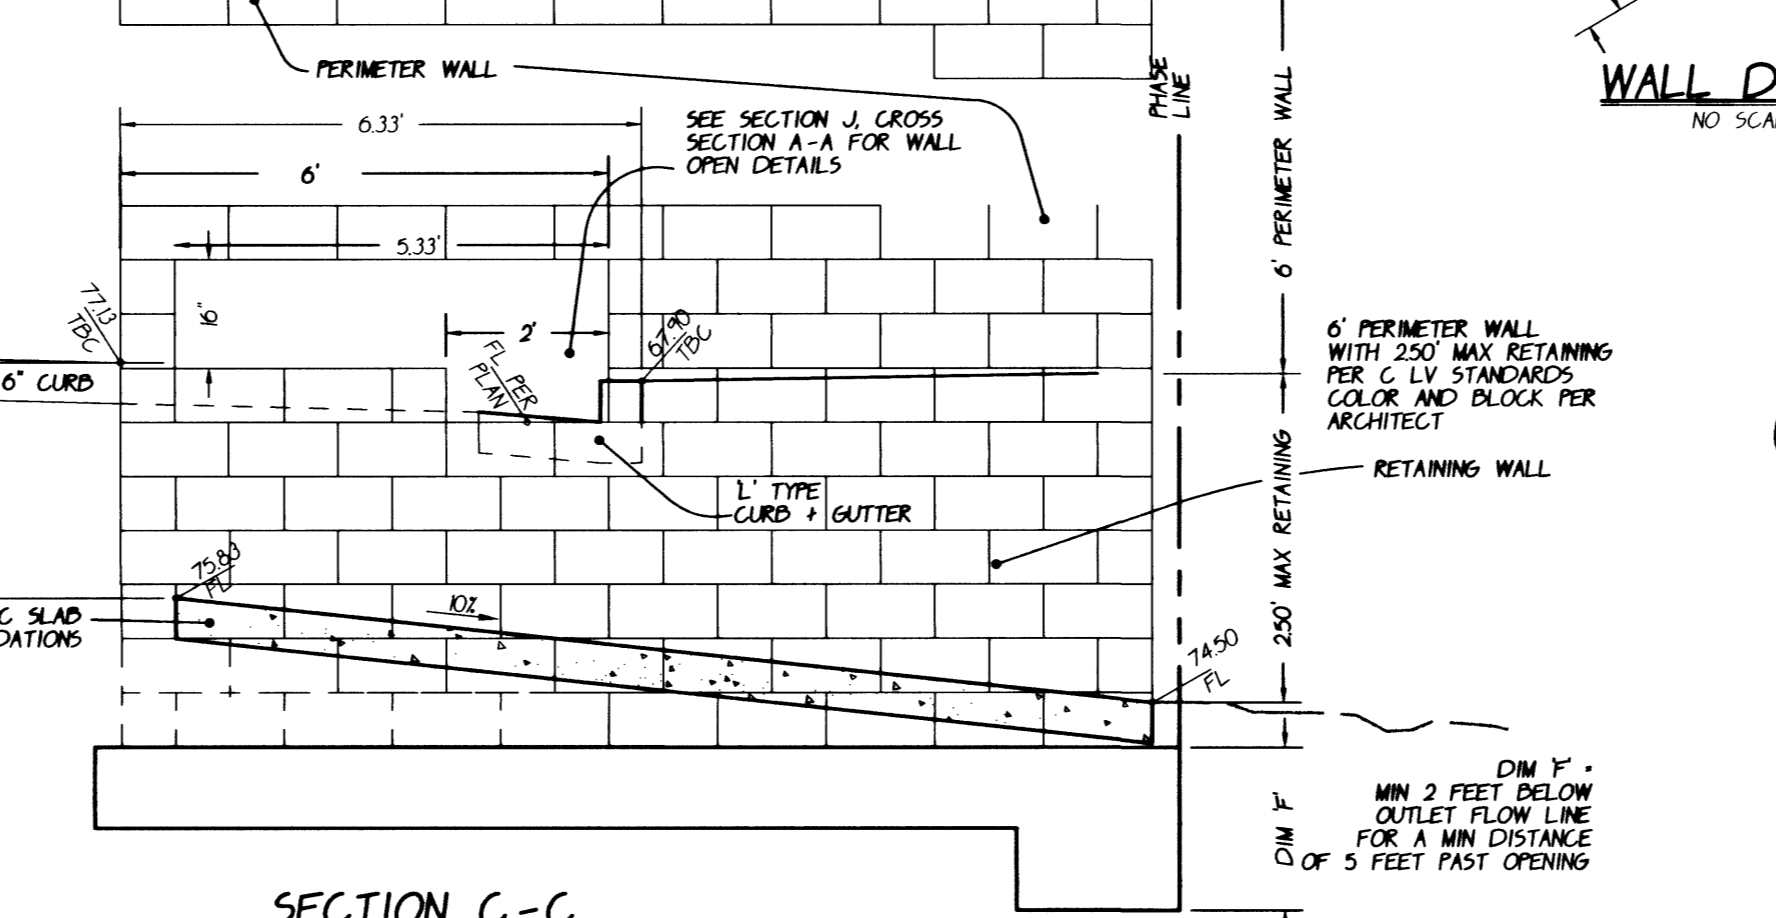 PERIMETER WALL
PHASE
LINE
6' PERIMETER WALL
WALL D
NO SCA
6.33'
SEE SECTION J, CROSS
SECTION A-A FOR WALL
OPEN DETAILS
6'
5.33'
16"
77.13
TBC
2'
67.90
TBC
FL PER
PLAN
6" CURB
6' PERIMETER WALL
WITH 2.50' MAX RETAINING
PER C LV STANDARDS
COLOR AND BLOCK PER
ARCHITECT
RETAINING WALL
2.50' MAX RETAINING
'L' TYPE
CURB + GUTTER
75.83
FL
10%
C SLAB
DATIONS
74.50
FL
DIM 'F'
DIM 'F' =
MIN 2 FEET BELOW
OUTLET FLOW LINE
FOR A MIN DISTANCE
OF 5 FEET PAST OPENING
SECTION C-C